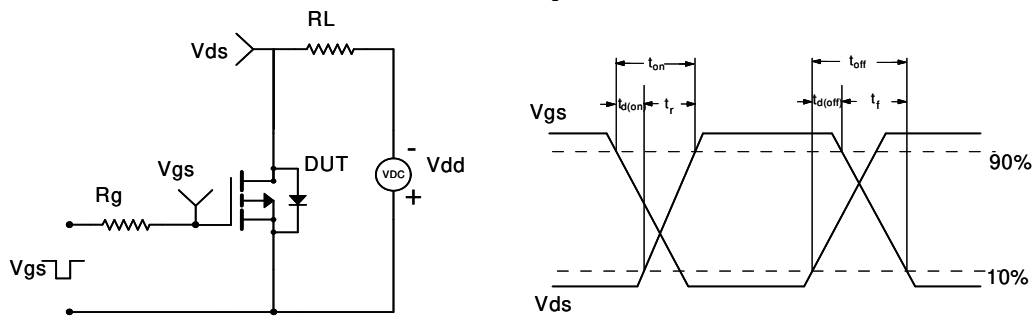 RL
Vds
DUT
Vgs
Rg
VDC
-
+
Vdd
Vgs
ton
toff
td(on)
tr
td(off)
tf
Vgs
90%
10%
Vds